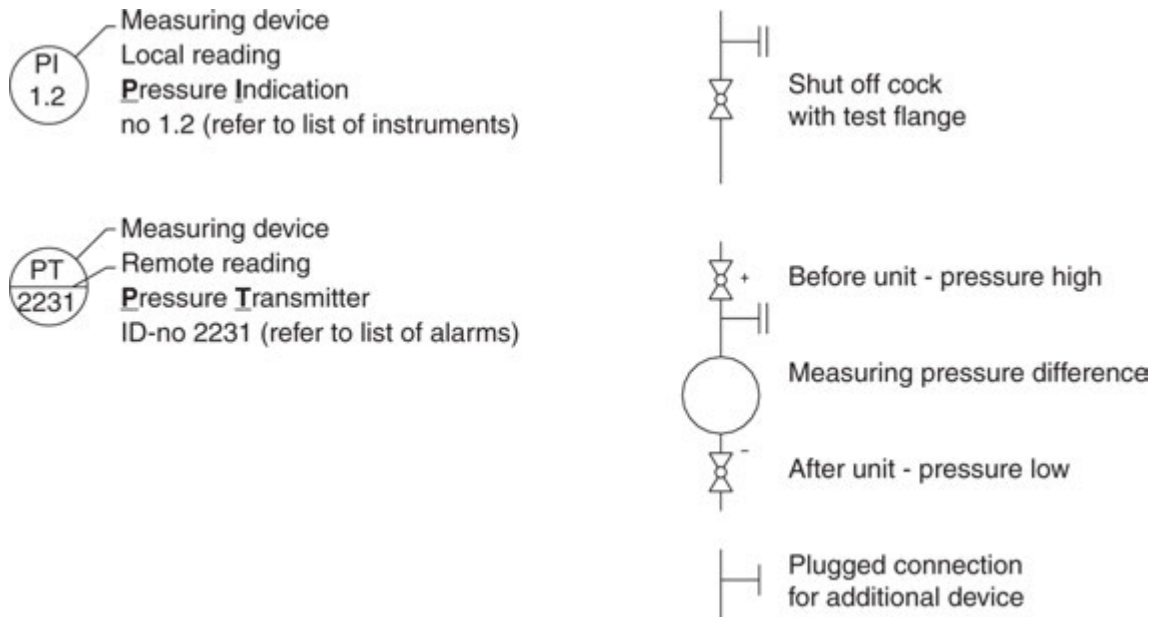 PI
1.2
Measuring device
Local reading
Pressure Indication
no 1.2 (refer to list of instruments)
PT
2231
Measuring device
Remote reading
Pressure Transmitter
ID-no 2231 (refer to list of alarms)
Shut off cock
with test flange
+
Before unit - pressure high
Measuring pressure difference
-
After unit - pressure low
Plugged connection
for additional device